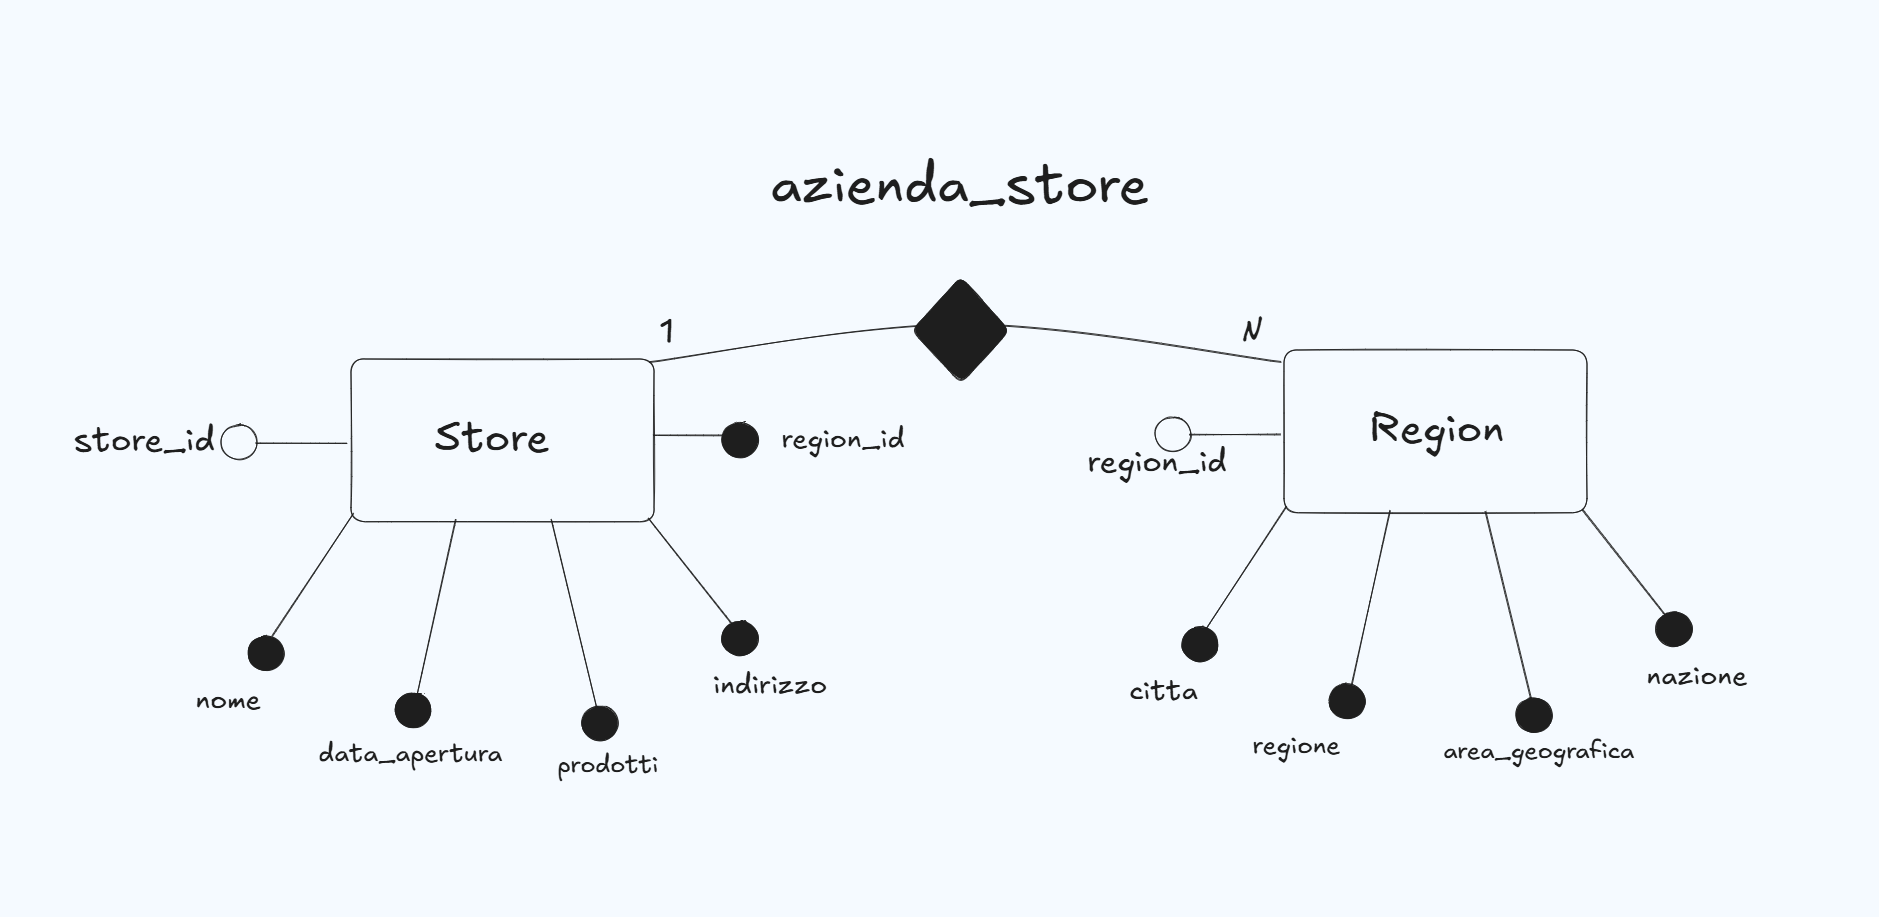 azienda_store
1
N
store_id
Store
region_id
region_id
Region
nome
data_apertura
prodotti
indirizzo
citta
regione
area_geografica
nazione